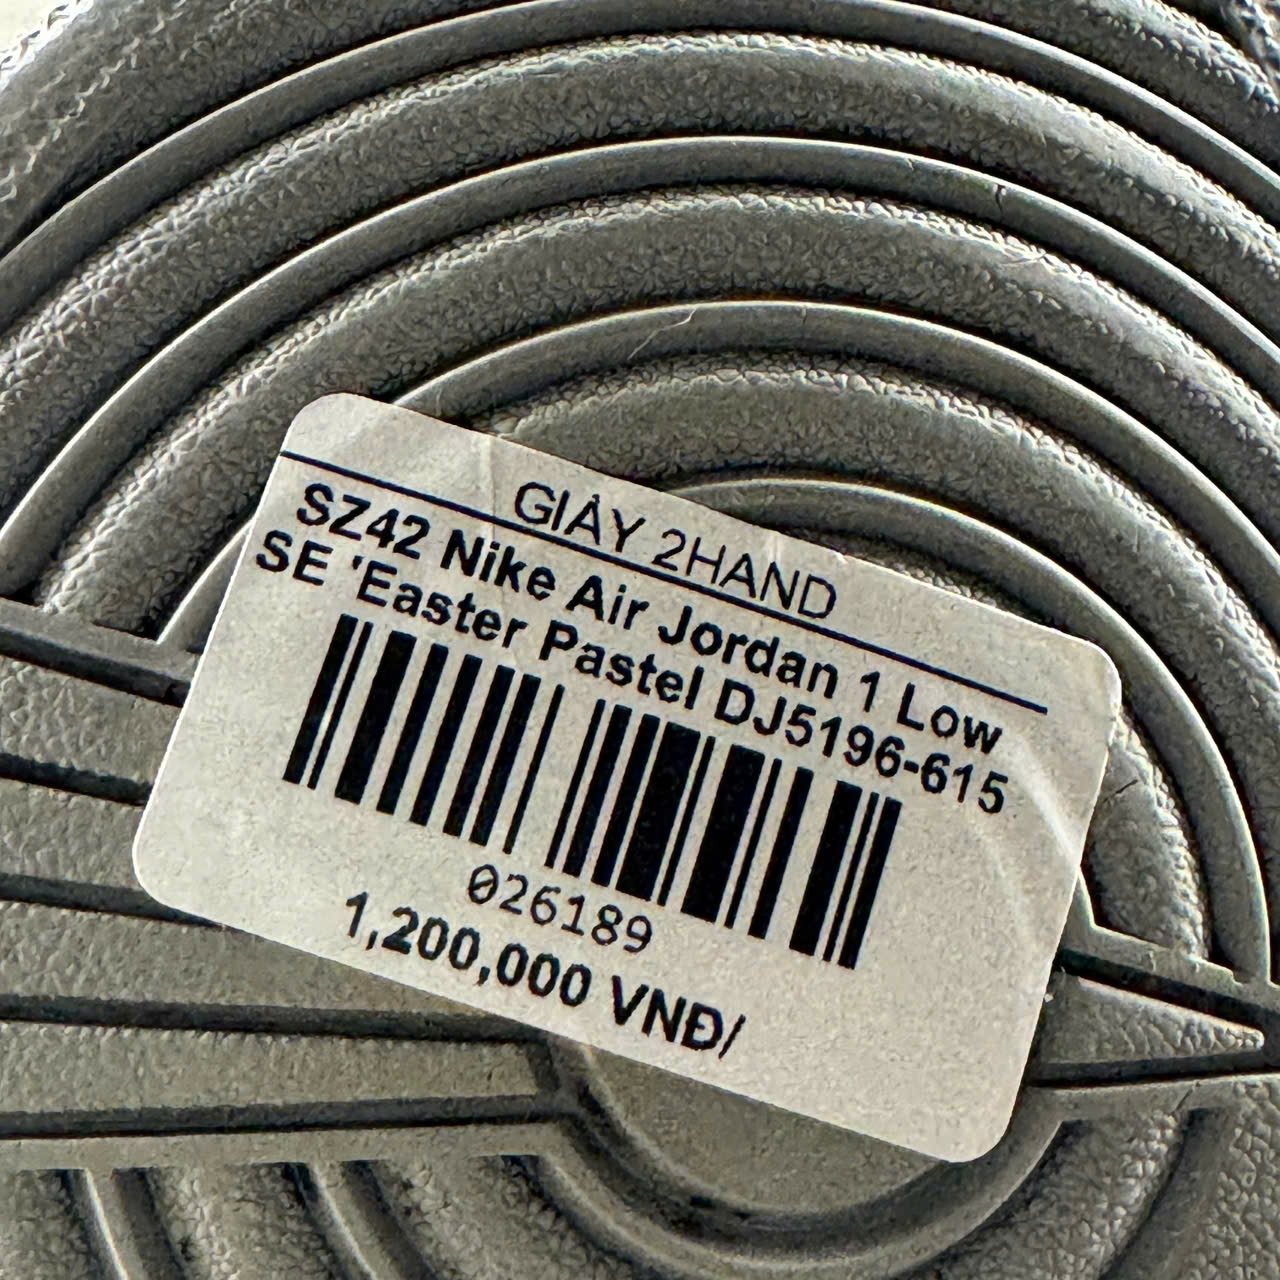 GIÀY 2HAND
SZ42 Nike Air Jordan 1 Low
SE 'Easter Pastel DJ5196-615
026189
1,200,000 VNĐ/